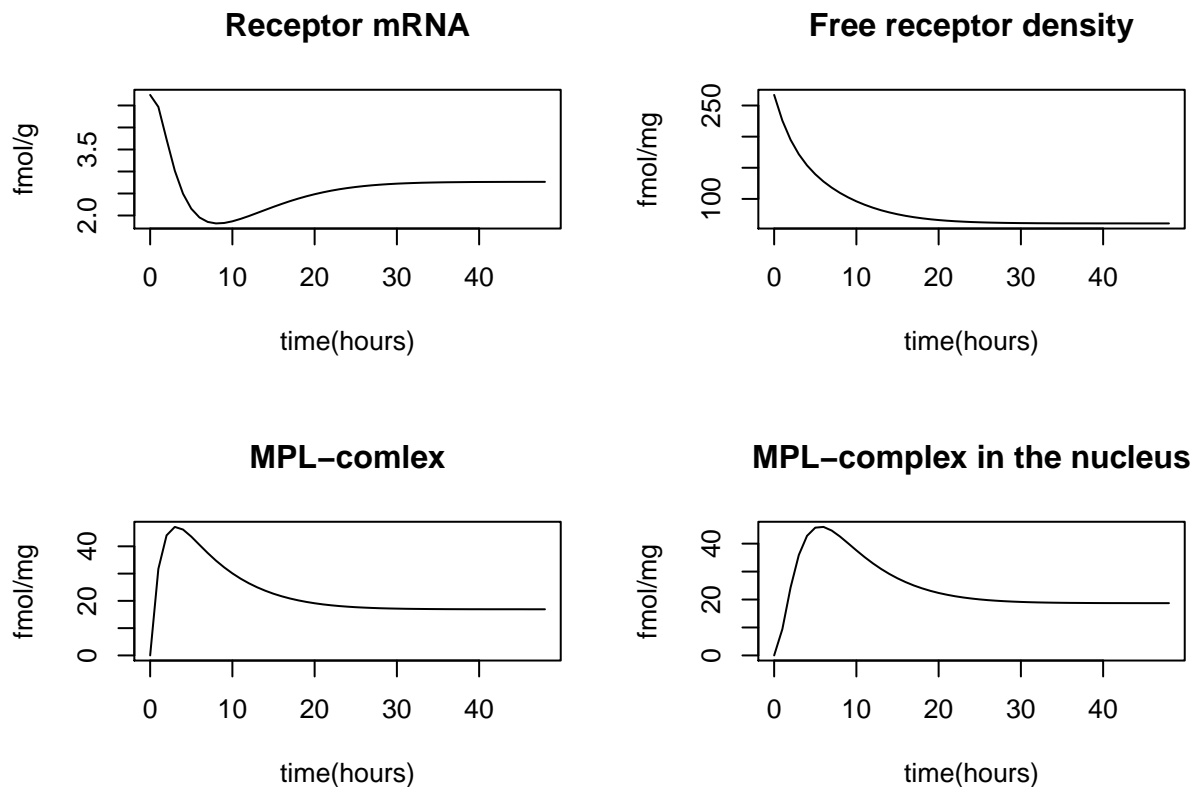 Receptor mRNA
fmol/g
2.0 3.5
0 10 20 30 40
time(hours)
Free receptor density
fmol/mg
100 250
0 10 20 30 40
time(hours)
MPL−comlex
fmol/mg
0 20 40
0 10 20 30 40
time(hours)
MPL−complex in the nucleus
fmol/mg
0 20 40
0 10 20 30 40
time(hours)